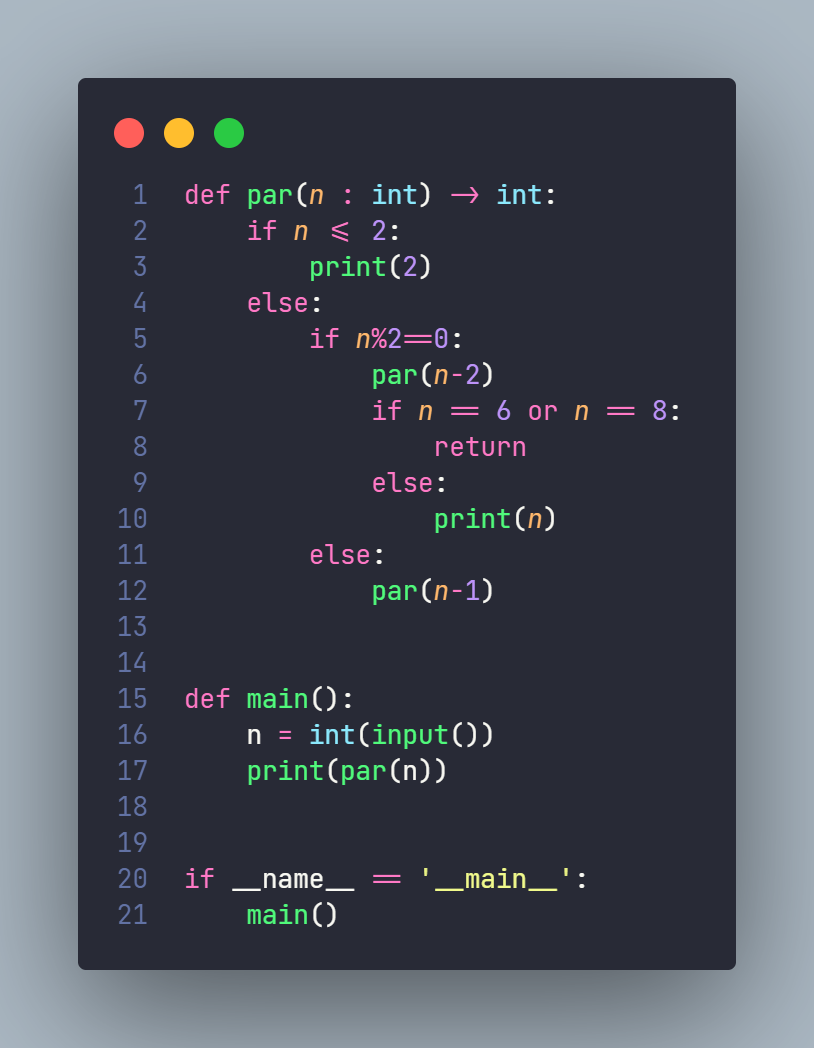 1 def par(n : int) -> int:
2     if n <= 2:
3         print(2)
4     else:
5         if n%2==0:
6             par(n-2)
7             if n == 6 or n == 8:
8                 return
9             else:
10                 print(n)
11         else:
12             par(n-1)
13
14
15 def main():
16     n = int(input())
17     print(par(n))
18
19
20 if __name__ == '__main__':
21     main()